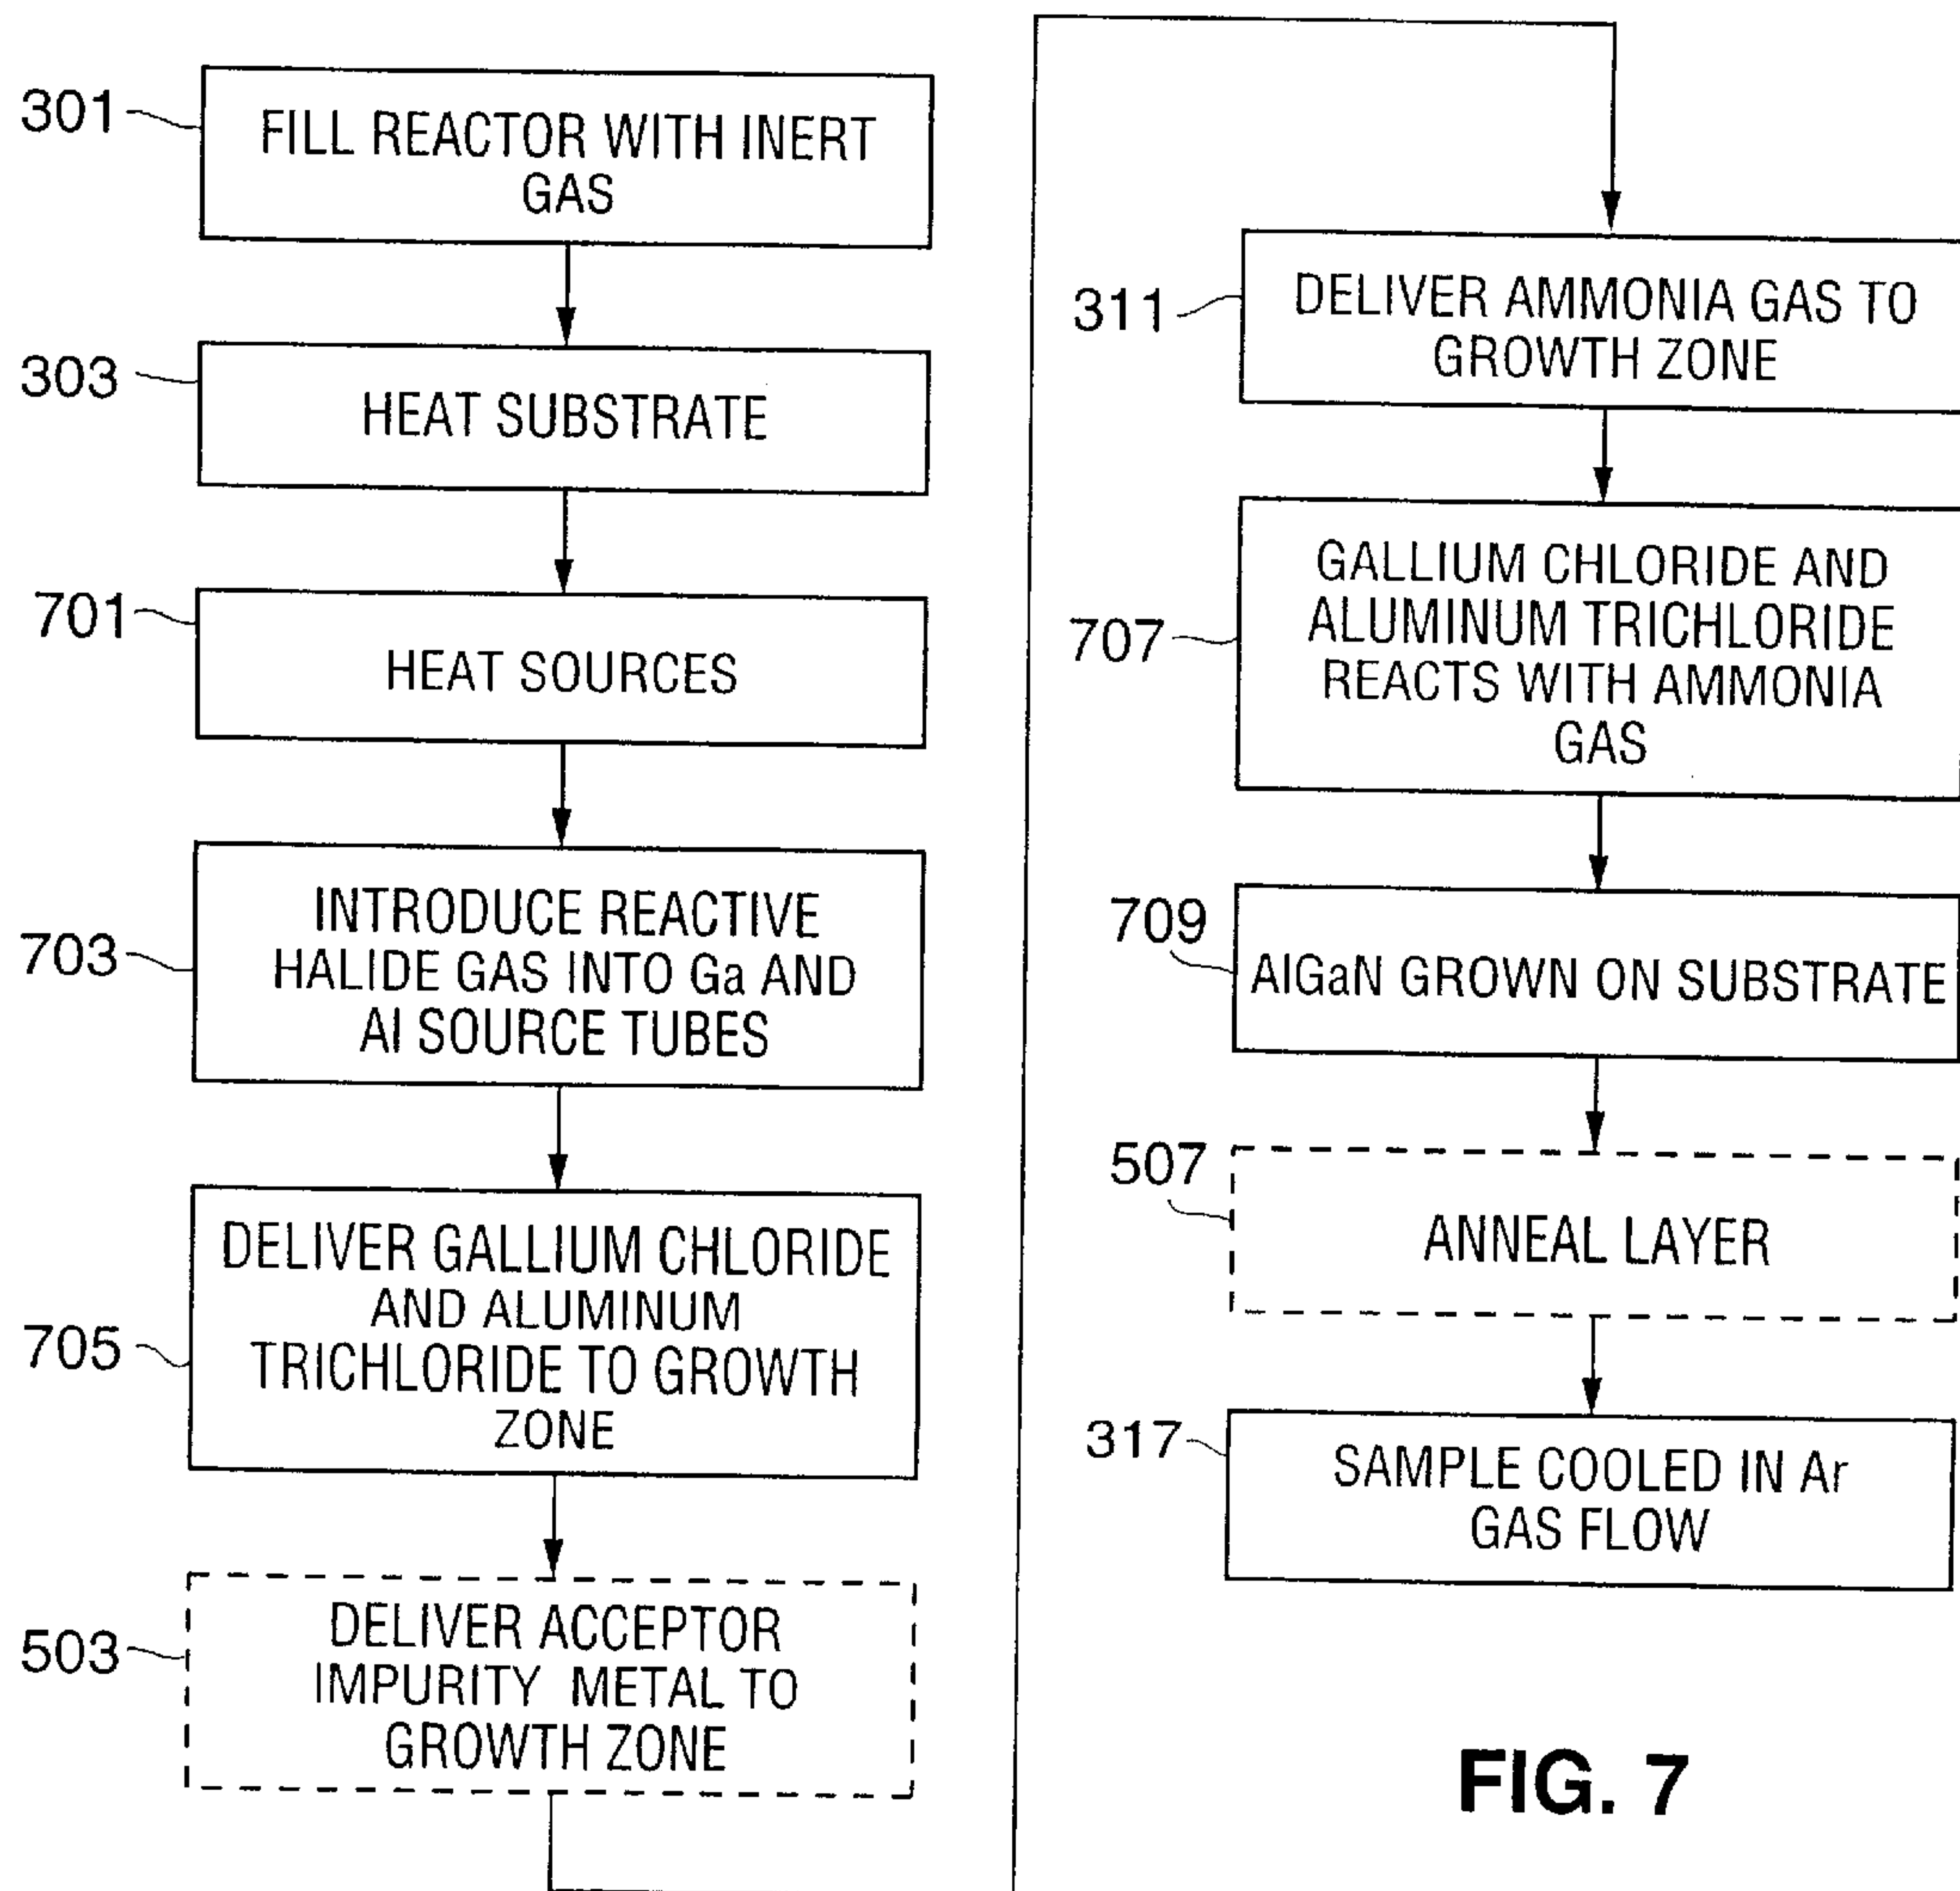 301
FILL REACTOR WITH INERT
GAS
303
HEAT SUBSTRATE
701
HEAT SOURCES
703
INTRODUCE REACTIVE
HALIDE GAS INTO Ga AND
Al SOURCE TUBES
705
DELIVER GALLIUM CHLORIDE
AND ALUMINUM
TRICHLORIDE TO GROWTH
ZONE
503
DELIVER ACCEPTOR
IMPURITY METAL TO
GROWTH ZONE
311
DELIVER AMMONIA GAS TO
GROWTH ZONE
707
GALLIUM CHLORIDE AND
ALUMINUM TRICHLORIDE
REACTS WITH AMMONIA
GAS
709
AlGaN GROWN ON SUBSTRATE
507
ANNEAL LAYER
317
SAMPLE COOLED IN Ar
GAS FLOW
FIG. 7